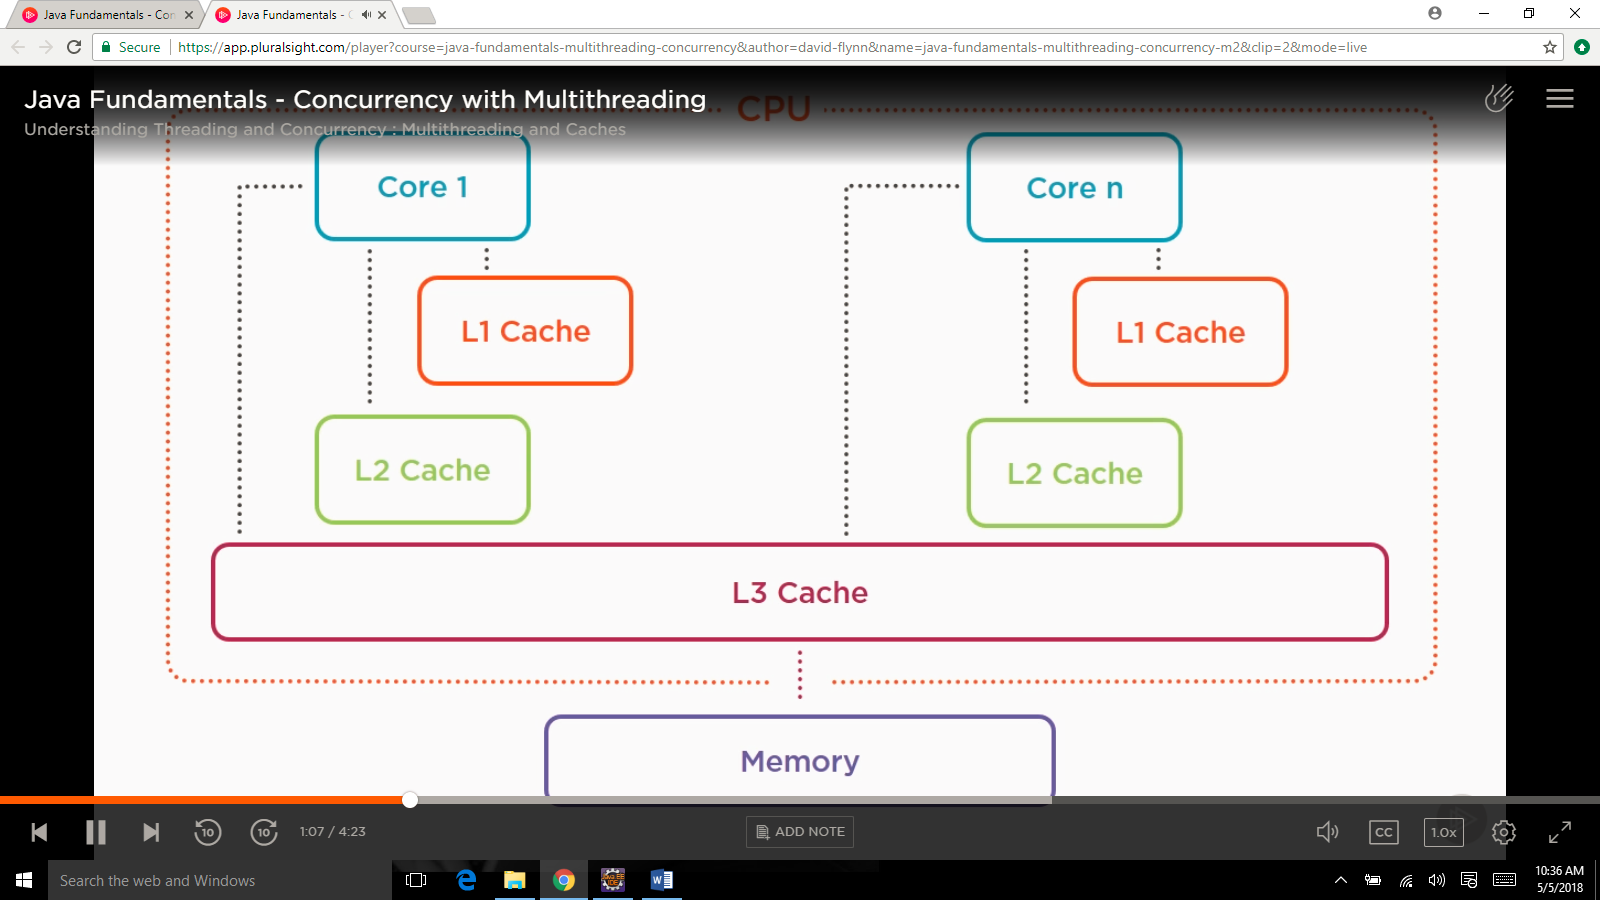 Java Fundamentals - Con
Java Fundamentals - C
Secure
https://app.pluralsight.com/player?course=java-fundamentals-multithreading-concurrency&author=david-flynn&name=java-fundamentals-multithreading-concurrency-m2&clip=2&mode=live
Java Fundamentals - Concurrency with Multithreading
Understanding Threading and Concurrency : Multithreading and Caches
CPU
Core 1
Core n
L1 Cache
L1 Cache
L2 Cache
L2 Cache
L3 Cache
Memory
10
10
1:07 / 4:23
ADD NOTE
CC
1.0x
Search the web and Windows
JAVA EE
IDE
W
10:36 AM
5/5/2018